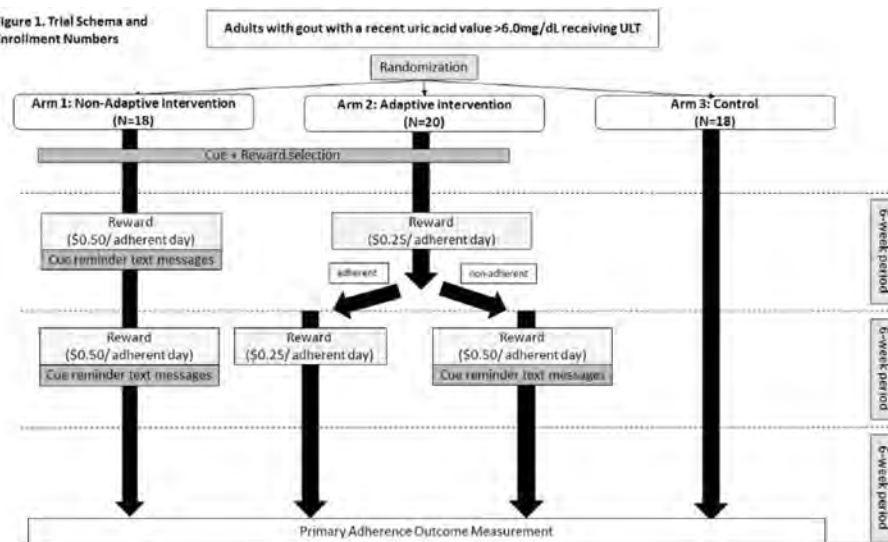 Figure 1. Trial Schema and
Enrollment Numbers
Adults with gout with a recent uric acid value >6.0mg/dL receiving ULT
Randomization
Arm 1: Non-Adaptive Intervention
(N=18)
Arm 2: Adaptive Intervention
(N=20)
Arm 3: Control
(N=18)
Cue + Reward selection
Reward
($0.50/ adherent day)
Cue reminder text messages
Reward
($0.25/ adherent day)
6-week period
adherent
non-adherent
Reward
($0.50/ adherent day)
Cue reminder text messages
Reward
($0.25/ adherent day)
Reward
($0.50/ adherent day)
Cue reminder text messages
6-week period
6-week period
Primary Adherence Outcome Measurement